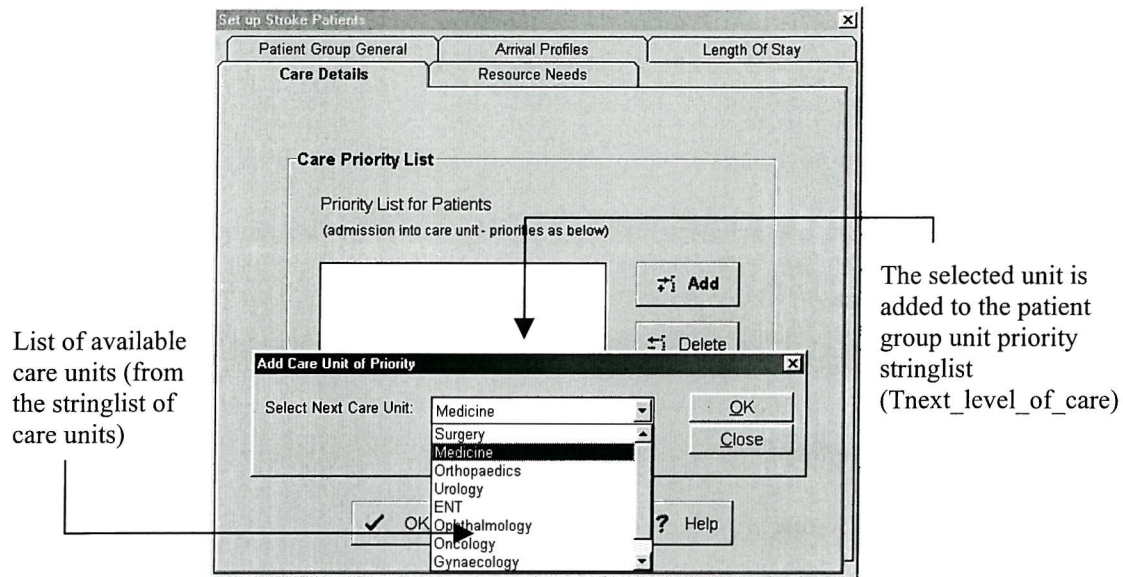 Set up Stroke Patients
Patient Group General
Arrival Profiles
Length Of Stay
Care Details
Resource Needs
Care Priority List
Priority List for Patients
(admission into care unit - priorities as below)
Add
Delete
Add Care Unit of Priority
Select Next Care Unit:
Medicine
OK
Close
Surgery
Medicine
Orthopaedics
Urology
ENT
Ophthalmology
Oncology
Gynaecology
OK
? Help
List of available
care units (from
the stringlist of
care units)
The selected unit is
added to the patient
group unit priority
stringlist
(Tnext_level_of_care)